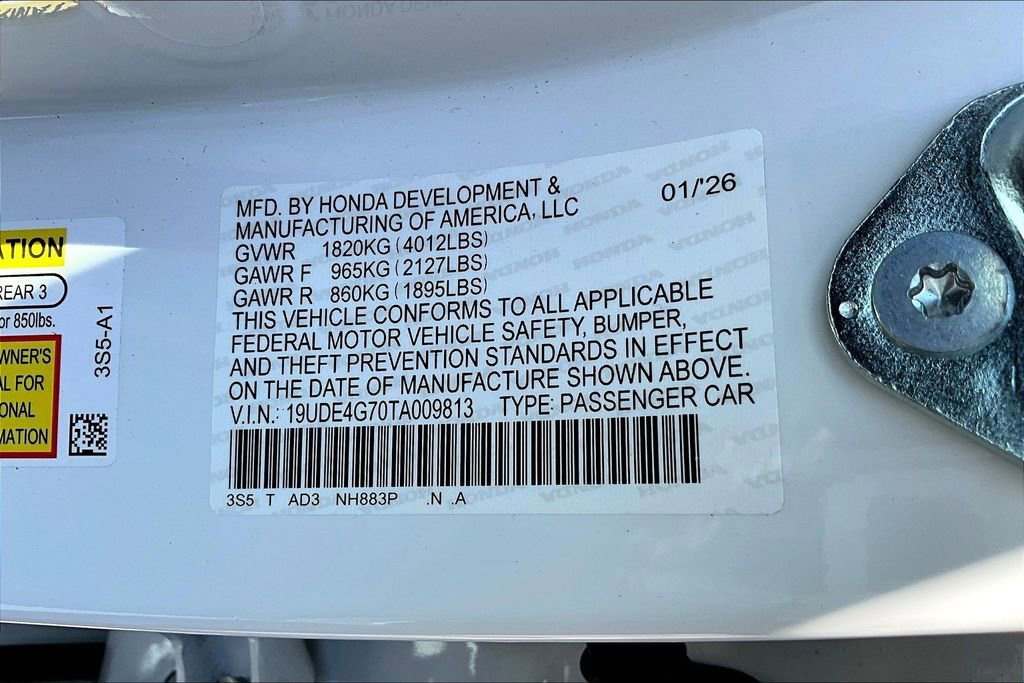 MFD. BY HONDA DEVELOPMENT &
MANUFACTURING OF AMERICA, LLC
01/'26
GVWR 1820KG (4012LBS)
GAWR F 965KG (2127LBS)
GAWR R 860KG (1895LBS)
THIS VEHICLE CONFORMS TO ALL APPLICABLE
FEDERAL MOTOR VEHICLE SAFETY, BUMPER,
AND THEFT PREVENTION STANDARDS IN EFFECT
ON THE DATE OF MANUFACTURE SHOWN ABOVE.
V.I.N.: 19UDE4G70TA009813 TYPE: PASSENGER CAR
3S5 T AD3 NH883P .N .A
ATION
REAR 3
or 850lbs.
WNER'S
AL FOR
ONAL
MATION
3S5-A1
HONDA